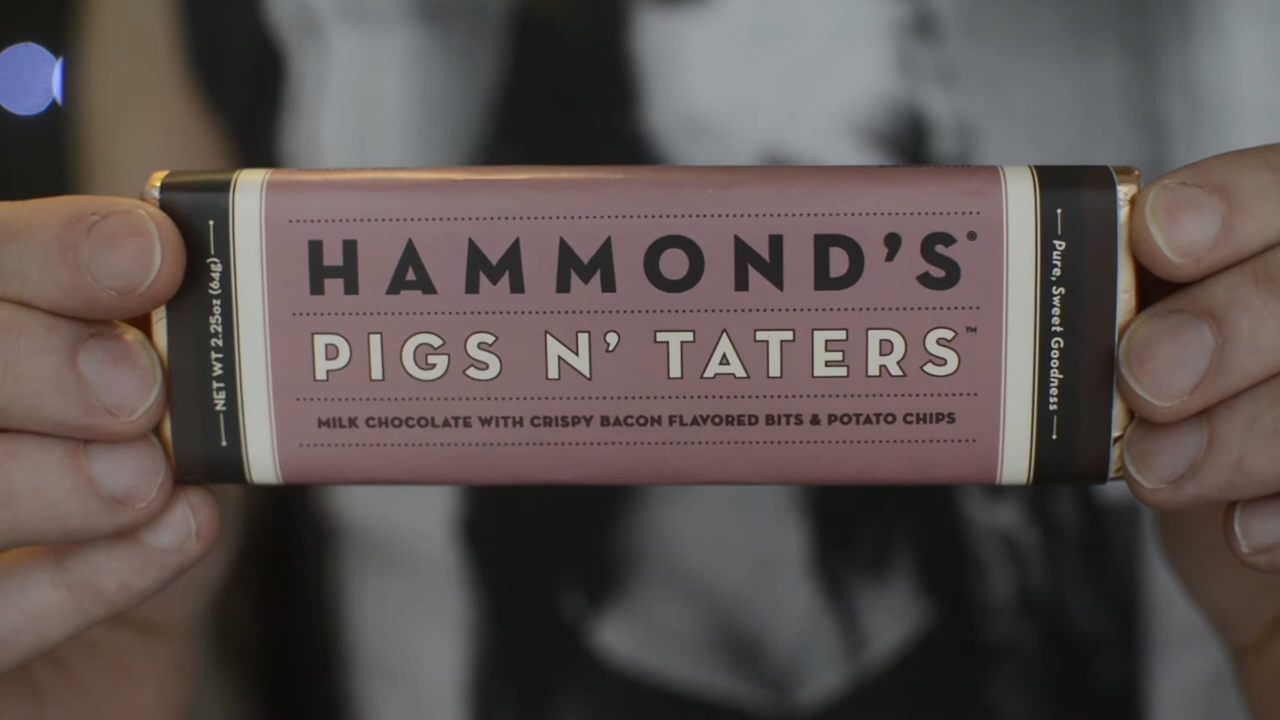 HAMMOND'S®
PIGS N' TATERS™
MILK CHOCOLATE WITH CRISPY BACON FLAVORED BITS & POTATO CHIPS
NET WT 2.25oz (64g)
Pure, Sweet Goodness